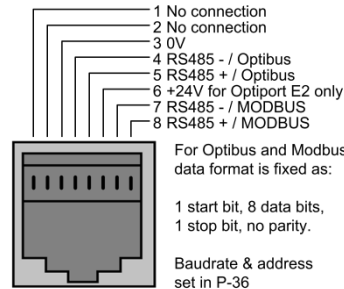 1 No connection
2 No connection
3 0V
4 RS485 - / Optibus
5 RS485 + / Optibus
6 +24V for Optiport E2 only
7 RS485 - / MODBUS
8 RS485 + / MODBUS
For Optibus and Modbus
data format is fixed as:
1 start bit, 8 data bits,
1 stop bit, no parity.
Baudrate & address
set in P-36